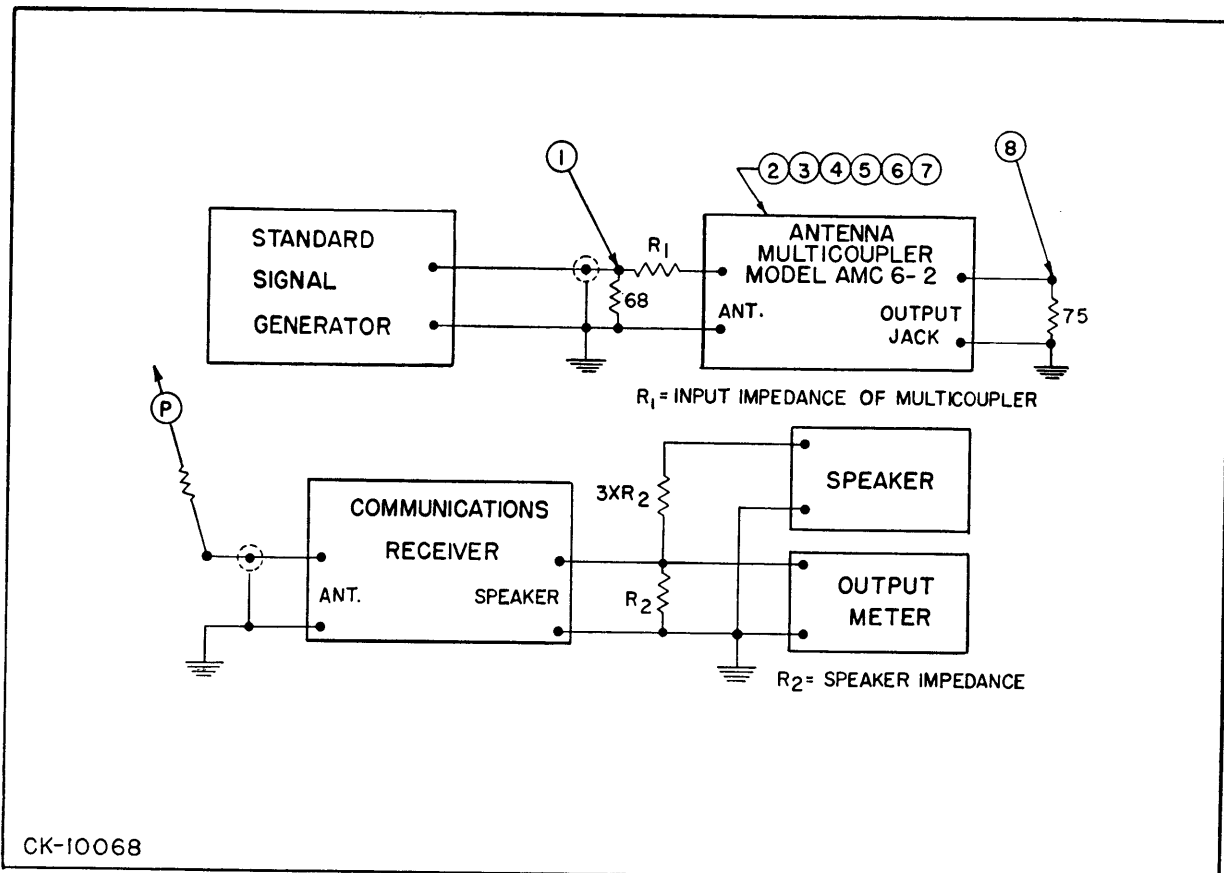 1
8
2 3 4 5 6 7
STANDARD
SIGNAL
GENERATOR
R1
68
ANTENNA
MULTICOUPLER
MODEL AMC 6-2
ANT.
OUTPUT
JACK
75
R1 = INPUT IMPEDANCE OF MULTICOUPLER
P
COMMUNICATIONS
RECEIVER
ANT.
SPEAKER
3XR2
R2
SPEAKER
OUTPUT
METER
R2 = SPEAKER IMPEDANCE
CK-10068